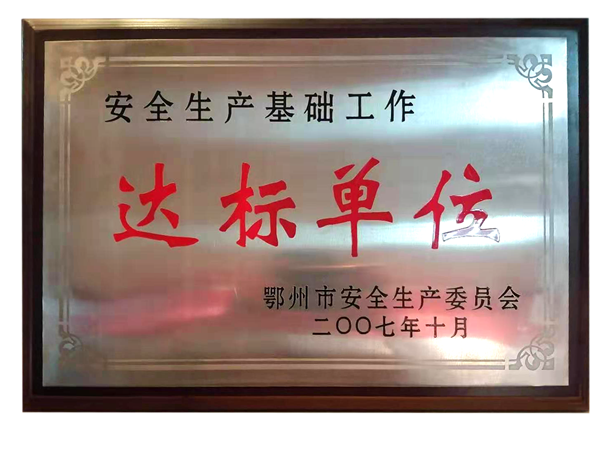 安全生产基础工作
达标单位
鄂州市安全生产委员会
二〇〇七年十月